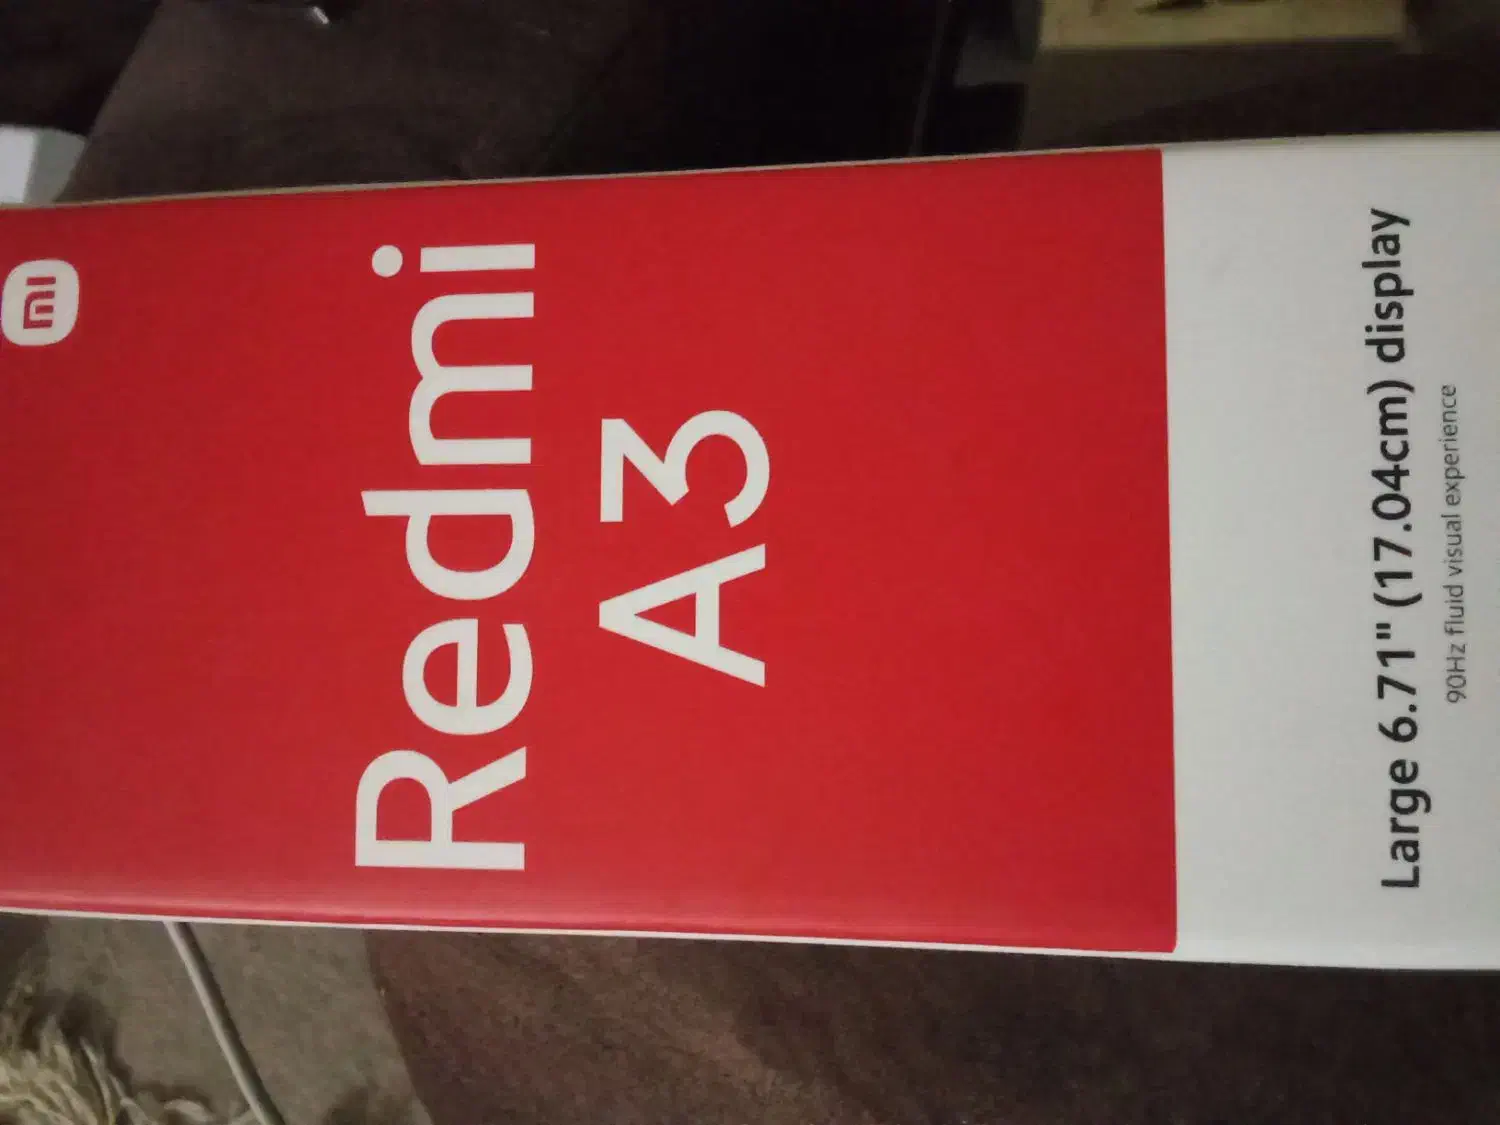 mi
Redmi
A3
Large 6.71" (17.04cm) display
90Hz fluid visual experience